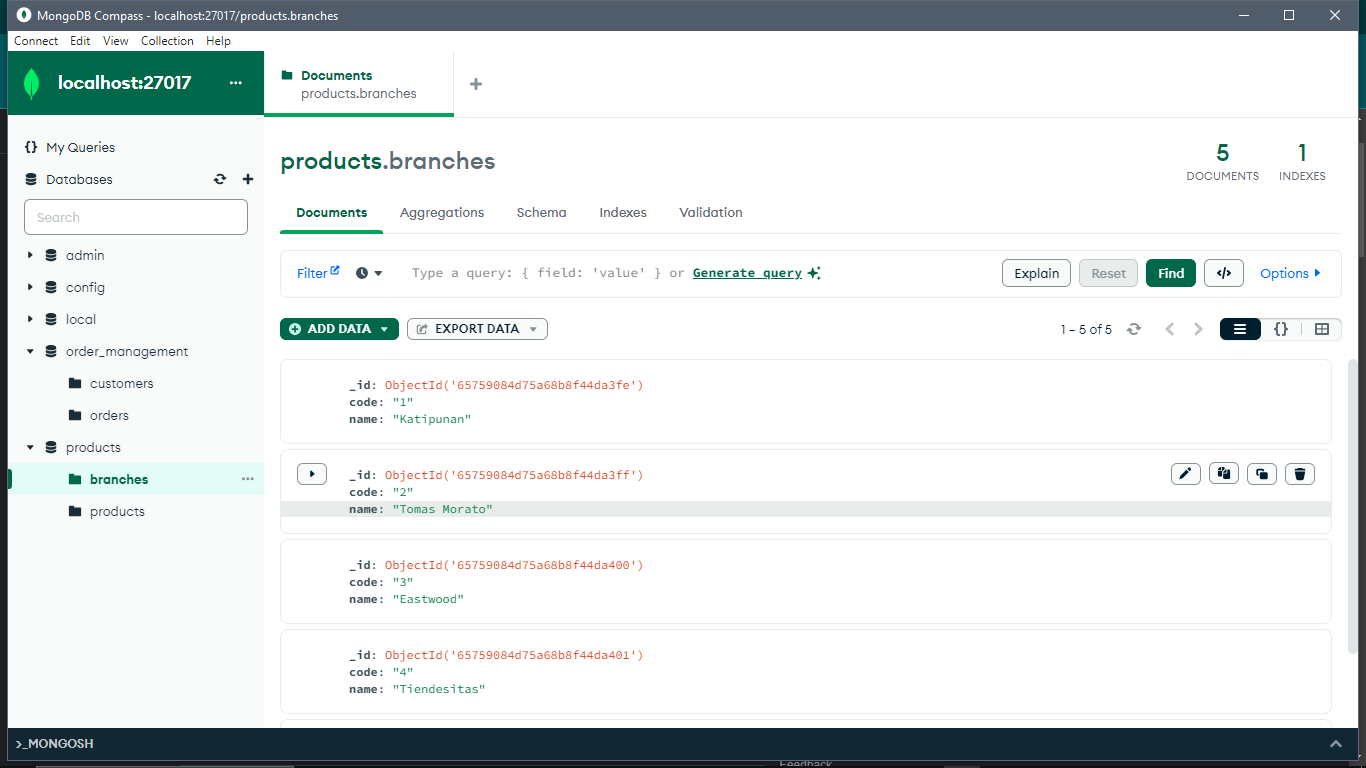 MongoDB Compass - localhost:27017/products.branches
Connect Edit View Collection Help
localhost:27017
Documents
products.branches
My Queries
Databases
Search
admin
config
local
order_management
customers
orders
products
branches
products
products.branches
5
DOCUMENTS
1
INDEXES
Documents Aggregations Schema Indexes Validation
Filter Type a query: { field: 'value' } or Generate query Explain Reset Find </> Options
ADD DATA EXPORT DATA 1 – 5 of 5 {}
_id: ObjectId('65759084d75a68b8f44da3fe')
code: "1"
name: "Katipunan"
_id: ObjectId('65759084d75a68b8f44da3ff')
code: "2"
name: "Tomas Morato"
_id: ObjectId('65759084d75a68b8f44da400')
code: "3"
name: "Eastwood"
_id: ObjectId('65759084d75a68b8f44da401')
code: "4"
name: "Tiendesitas"
>_MONGOSH
Feedback